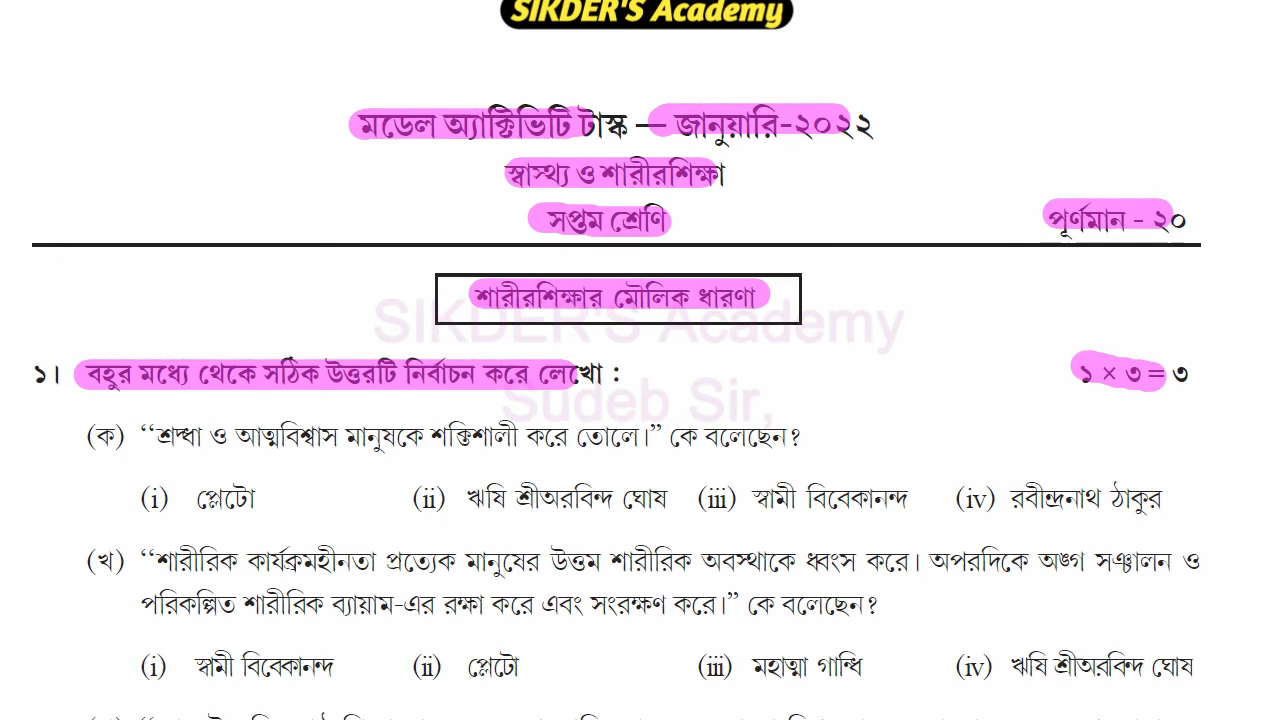 SIKDER'S Academy
মডেল অ্যাক্টিভিটি টাস্ক — জানুয়ারি-২০২২
স্বাস্থ্য ও শারীরশিক্ষা
সপ্তম শ্রেণি
পূর্ণমান - ২০
শারীরশিক্ষার মৌলিক ধারণা
SIKDER'S Academy
১। বহুর মধ্যে থেকে সঠিক উত্তরটি নির্বাচন করে লেখো : ১ × ৩ = ৩
Sudeb Sir,
(ক) ‘‘শ্রদ্ধা ও আত্মবিশ্বাস মানুষকে শক্তিশালী করে তোলে।” কে বলেছেন?
(i) প্লেটো (ii) ঋষি শ্রীঅরবিন্দ ঘোষ (iii) স্বামী বিবেকানন্দ (iv) রবীন্দ্রনাথ ঠাকুর
(খ) ‘‘শারীরিক কার্যক্রমহীনতা প্রত্যেক মানুষের উত্তম শারীরিক অবস্থাকে ধ্বংস করে। অপরদিকে অঙ্গ সঞ্চালন ও
পরিকল্পিত শারীরিক ব্যায়াম-এর রক্ষা করে এবং সংরক্ষণ করে।” কে বলেছেন?
(i) স্বামী বিবেকানন্দ (ii) প্লেটো (iii) মহাত্মা গান্ধি (iv) ঋষি শ্রীঅরবিন্দ ঘোষ